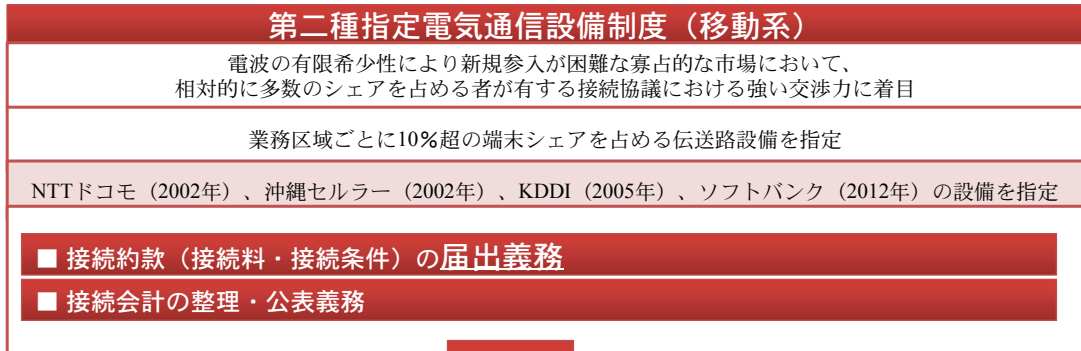 第二種指定電気通信設備制度（移動系）
電波の有限希少性により新規参入が困難な寡占的な市場において、
相対的に多数のシェアを占める者が有する接続協議における強い交渉力に着目
業務区域ごとに10%超の端末シェアを占める伝送路設備を指定
NTTドコモ（2002年）、沖縄セルラー（2002年）、KDDI（2005年）、ソフトバンク（2012年）の設備を指定
■ 接続約款（接続料・接続条件）の届出義務
■ 接続会計の整理・公表義務